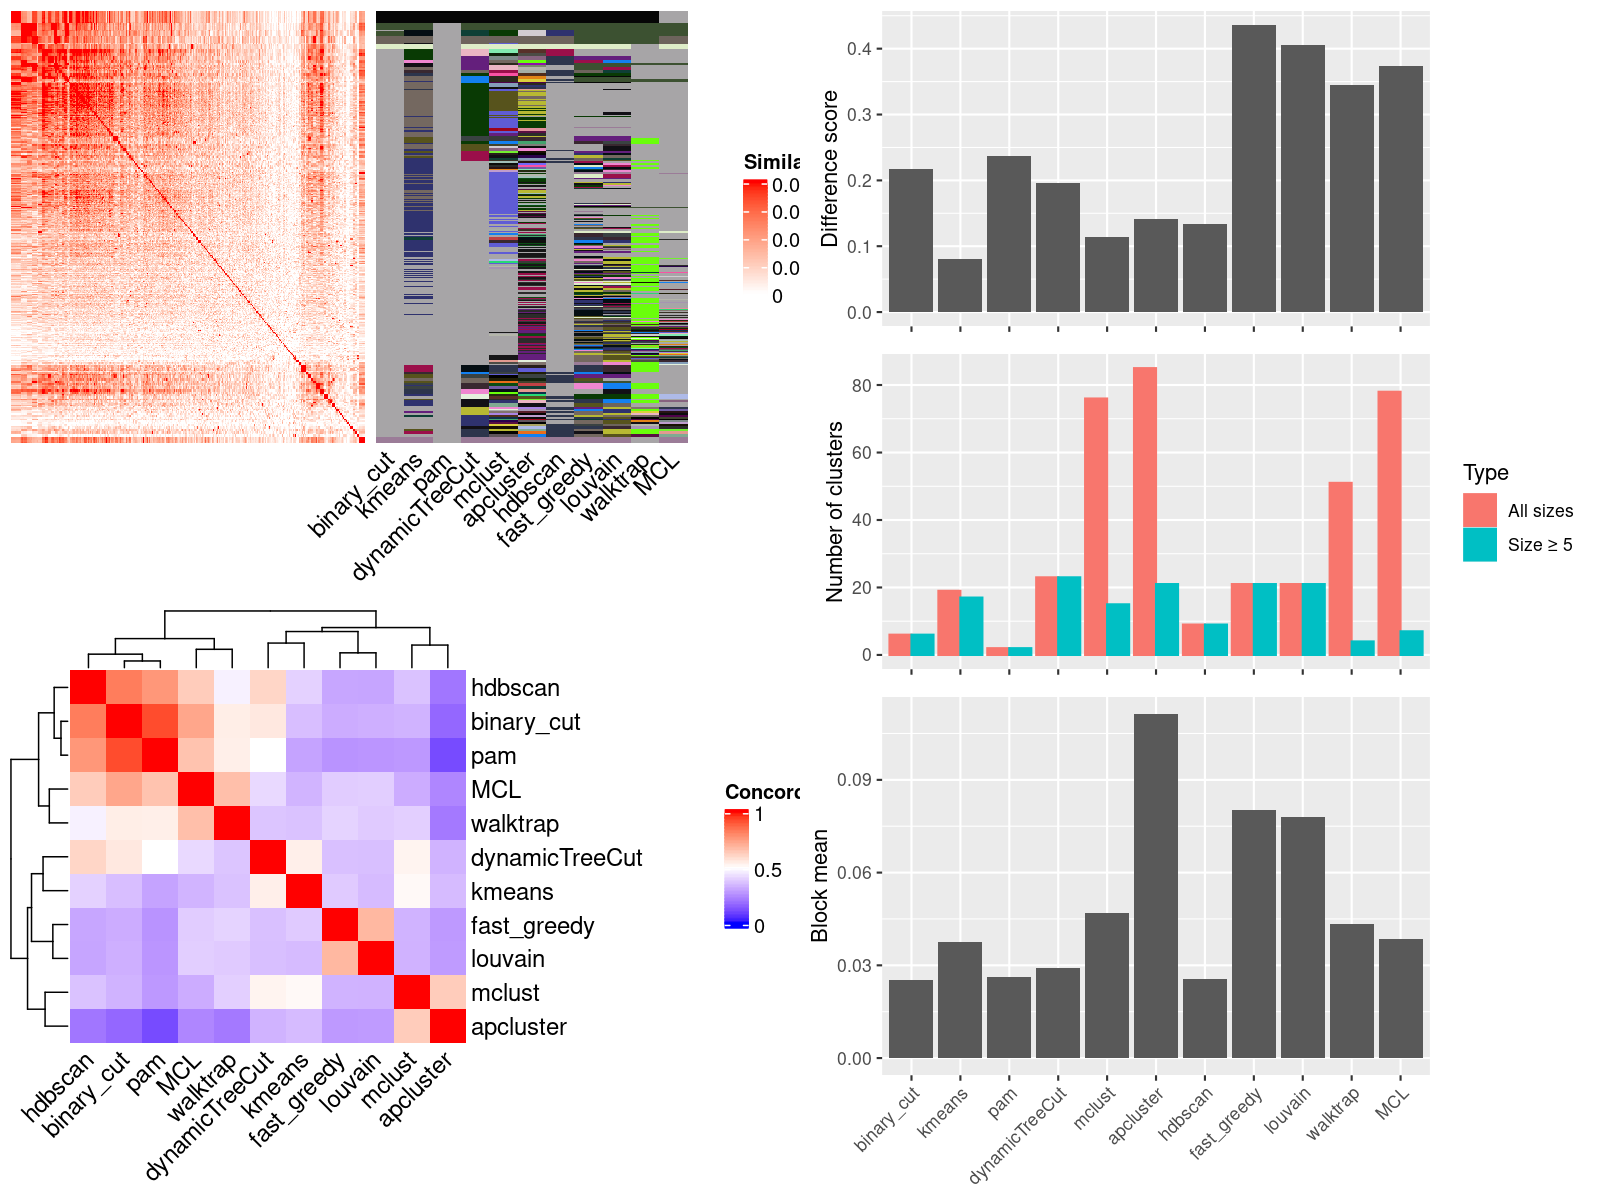 Simila
0.0
0.0
0.0
0.0
0
binary_cut
kmeans
pam
dynamicTreeCut
mclust
apcluster
hdbscan
fast_greedy
louvain
walktrap
MCL
hdbscan
binary_cut
pam
MCL
walktrap
dynamicTreeCut
kmeans
fast_greedy
louvain
mclust
apcluster
hdbscan
binary_cut
pam
MCL
walktrap
dynamicTreeCut
kmeans
fast_greedy
louvain
mclust
apcluster
Concord
1
0.5
0
Difference score
0.4
0.3
0.2
0.1
0.0
Number of clusters
80
60
40
20
0
Type
All sizes
Size ≥ 5
Block mean
0.09
0.06
0.03
0.00
binary_cut
kmeans
pam
dynamicTreeCut
mclust
apcluster
hdbscan
fast_greedy
louvain
walktrap
MCL